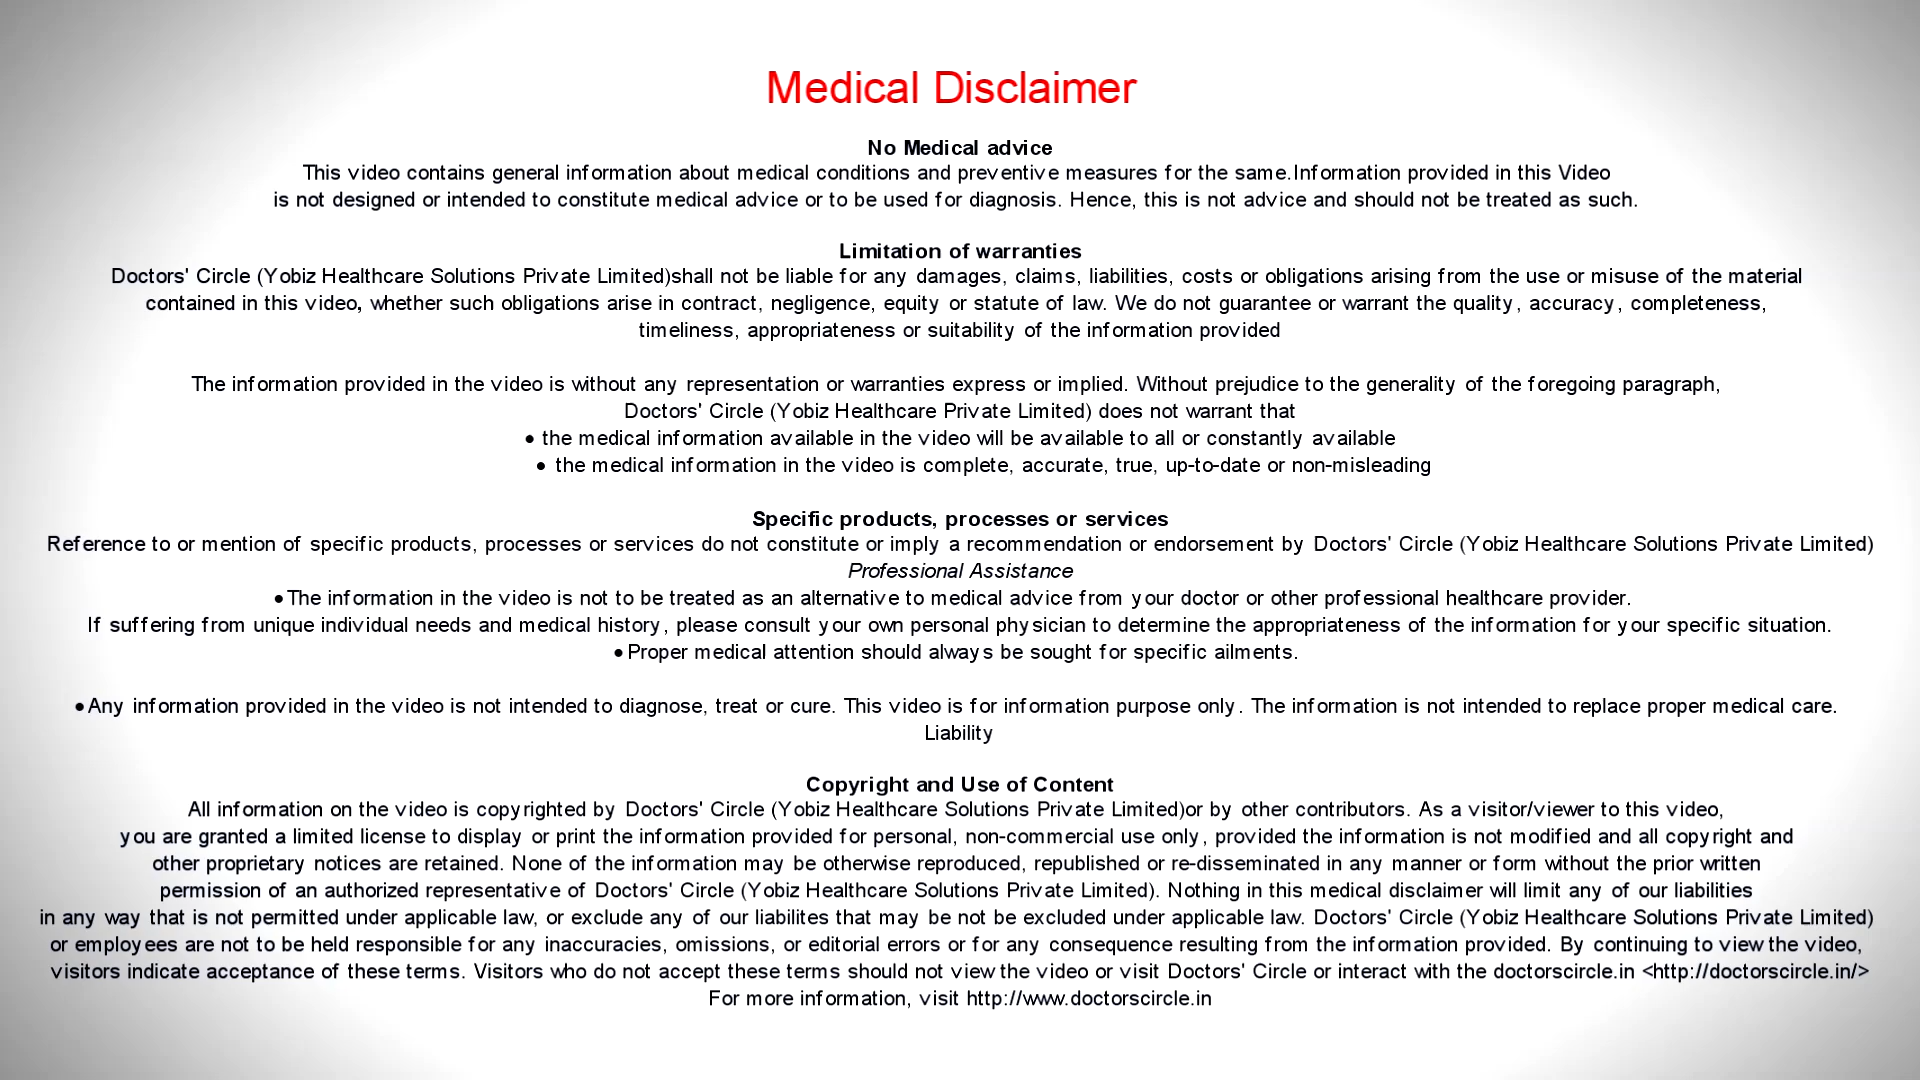 Medical Disclaimer
No Medical advice
This video contains general information about medical conditions and preventive measures for the same.Information provided in this Video
is not designed or intended to constitute medical advice or to be used for diagnosis. Hence, this is not advice and should not be treated as such.
Limitation of warranties
Doctors' Circle (Yobiz Healthcare Solutions Private Limited)shall not be liable for any damages, claims, liabilities, costs or obligations arising from the use or misuse of the material
contained in this video, whether such obligations arise in contract, negligence, equity or statute of law. We do not guarantee or warrant the quality, accuracy, completeness,
timeliness, appropriateness or suitability of the information provided
The information provided in the video is without any representation or warranties express or implied. Without prejudice to the generality of the foregoing paragraph,
Doctors' Circle (Yobiz Healthcare Private Limited) does not warrant that
• the medical information available in the video will be available to all or constantly available
• the medical information in the video is complete, accurate, true, up-to-date or non-misleading
Specific products, processes or services
Reference to or mention of specific products, processes or services do not constitute or imply a recommendation or endorsement by Doctors' Circle (Yobiz Healthcare Solutions Private Limited)
Professional Assistance
•The information in the video is not to be treated as an alternative to medical advice from your doctor or other professional healthcare provider.
If suffering from unique individual needs and medical history, please consult your own personal physician to determine the appropriateness of the information for your specific situation.
•Proper medical attention should always be sought for specific ailments.
•Any information provided in the video is not intended to diagnose, treat or cure. This video is for information purpose only. The information is not intended to replace proper medical care.
Liability
Copyright and Use of Content
All information on the video is copyrighted by Doctors' Circle (Yobiz Healthcare Solutions Private Limited)or by other contributors. As a visitor/viewer to this video,
you are granted a limited license to display or print the information provided for personal, non-commercial use only, provided the information is not modified and all copyright and
other proprietary notices are retained. None of the information may be otherwise reproduced, republished or re-disseminated in any manner or form without the prior written
permission of an authorized representative of Doctors' Circle (Yobiz Healthcare Solutions Private Limited). Nothing in this medical disclaimer will limit any of our liabilities
in any way that is not permitted under applicable law, or exclude any of our liabilites that may be not be excluded under applicable law. Doctors' Circle (Yobiz Healthcare Solutions Private Limited)
or employees are not to be held responsible for any inaccuracies, omissions, or editorial errors or for any consequence resulting from the information provided. By continuing to view the video,
visitors indicate acceptance of these terms. Visitors who do not accept these terms should not view the video or visit Doctors' Circle or interact with the doctorscircle.in <http://doctorscircle.in/>
For more information, visit http://www.doctorscircle.in